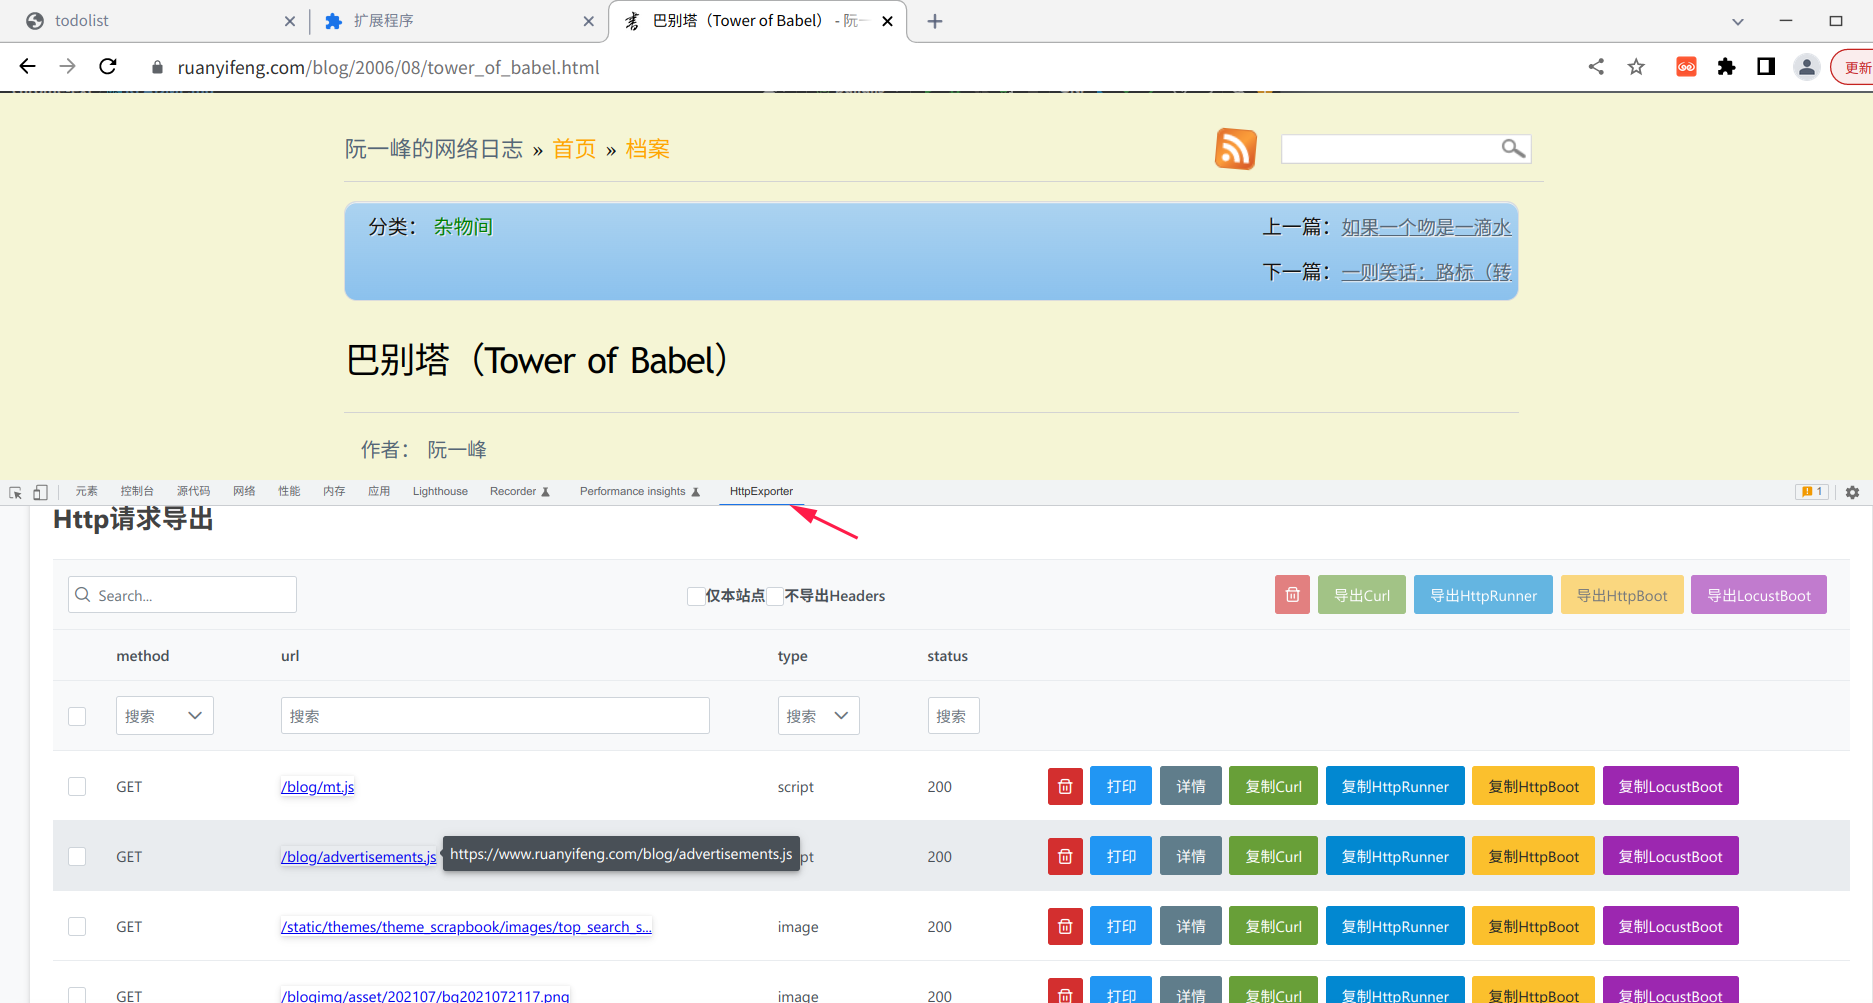 todolist
扩展程序
巴别塔（Tower of Babel） - 阮一
ruanyifeng.com/blog/2006/08/tower_of_babel.html
更新
阮一峰的网络日志 » 首页 » 档案
分类： 杂物间
上一篇：如果一个吻是一滴水
下一篇：一则笑话：路标（转
巴别塔（Tower of Babel）
作者： 阮一峰
元素 控制台 源代码 网络 性能 内存 应用 Lighthouse Recorder Performance insights HttpExporter 1
Http请求导出
Search... 仅本站点 不导出Headers 导出Curl 导出HttpRunner 导出HttpBoot 导出LocustBoot
method url type status
搜索 搜索 搜索 搜索
GET /blog/mt.js script 200 打印 详情 复制Curl 复制HttpRunner 复制HttpBoot 复制LocustBoot
GET /blog/advertisements.js https://www.ruanyifeng.com/blog/advertisements.js pt 200 打印 详情 复制Curl 复制HttpRunner 复制HttpBoot 复制LocustBoot
GET /static/themes/theme_scrapbook/images/top_search_s... image 200 打印 详情 复制Curl 复制HttpRunner 复制HttpBoot 复制LocustBoot
GET /blogimg/asset/202107/bg2021072117.png image 200 打印 详情 复制Curl 复制HttpRunner 复制HttpBoot 复制LocustBoot